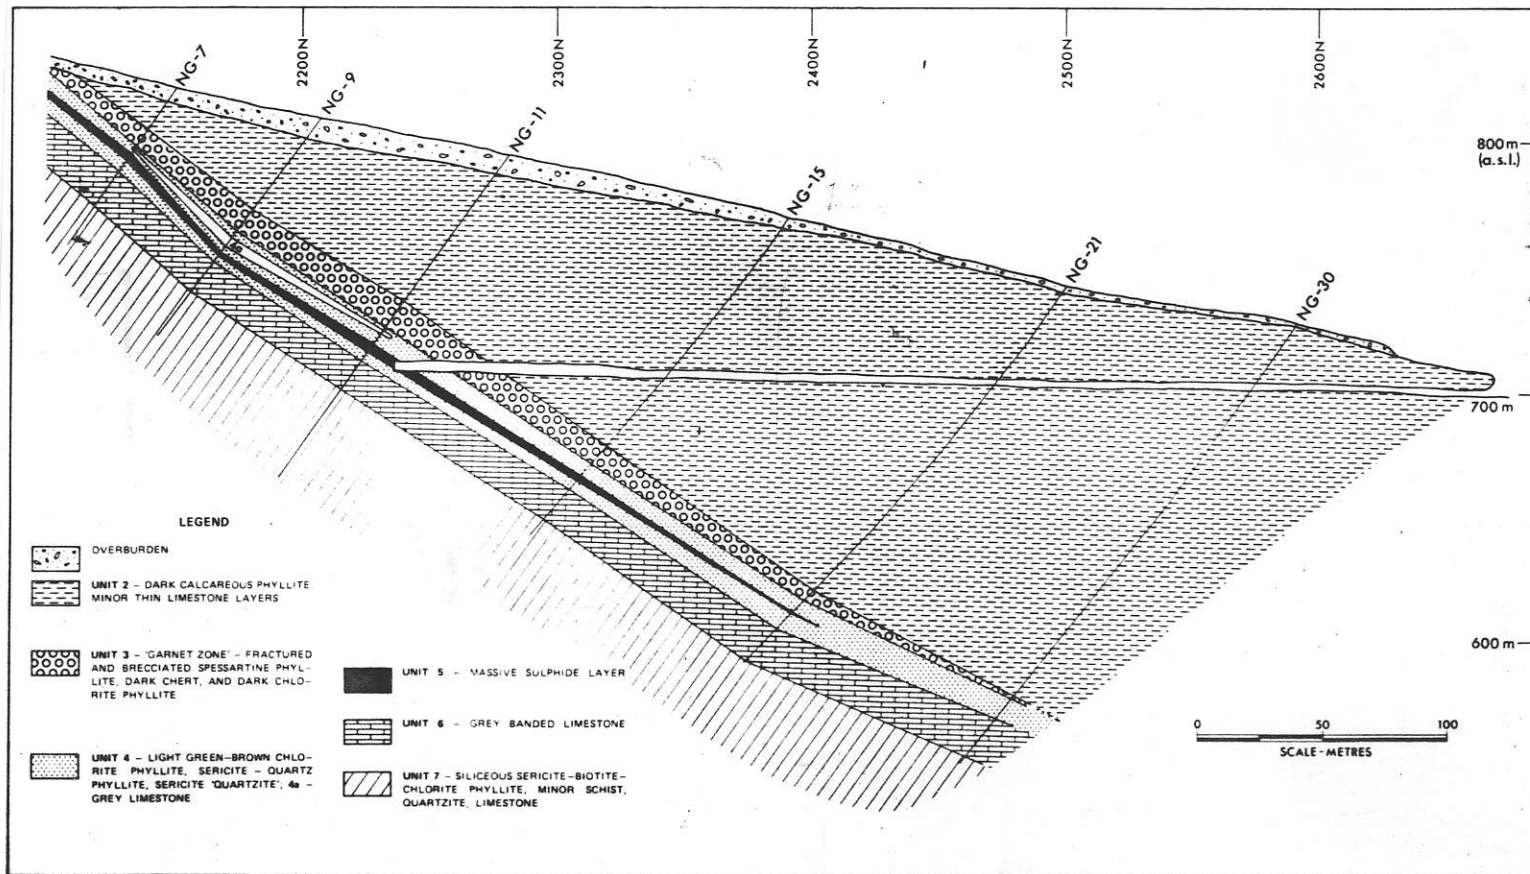 2200N
2300N
2400N
2500N
2600N
NG-7
NG-9
NG-11
NG-15
NG-21
NG-30
800 m
(a.s.l.)
700 m
600 m
LEGEND
OVERBURDEN
UNIT 2 - DARK CALCAREOUS PHYLLITE
MINOR THIN LIMESTONE LAYERS
UNIT 3 - 'GARNET ZONE' - FRACTURED
AND BRECCIATED SPESSARTINE PHYL-
LITE, DARK CHERT, AND DARK CHLO-
RITE PHYLLITE
UNIT 4 - LIGHT GREEN-BROWN CHLO-
RITE PHYLLITE, SERICITE - QUARTZ
PHYLLITE, SERICITE 'QUARTZITE'; 4a -
GREY LIMESTONE
UNIT 5 - MASSIVE SULPHIDE LAYER
UNIT 6 - GREY BANDED LIMESTONE
UNIT 7 - SILICEOUS SERICITE-BIOTITE-
CHLORITE PHYLLITE, MINOR SCHIST,
QUARTZITE, LIMESTONE
0 50 100
SCALE-METRES